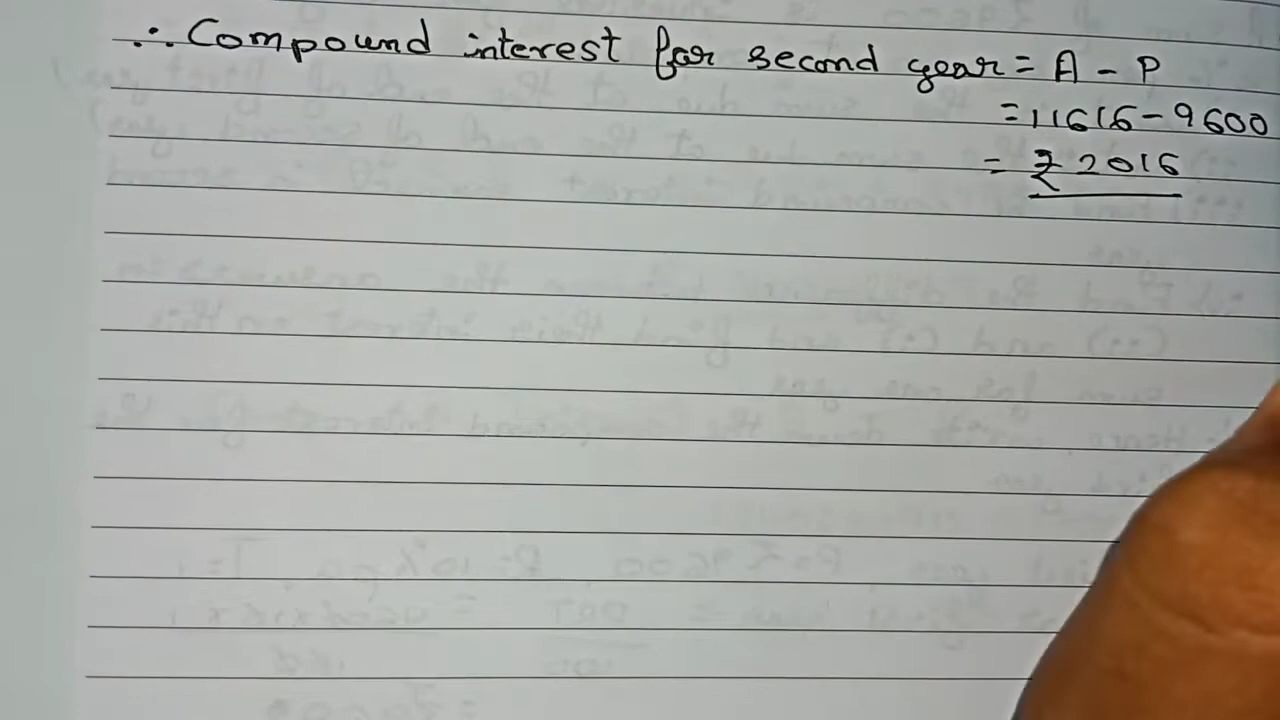 ∴ Compound interest for second year = A - P
= 11616 - 9600
= ₹ 2016